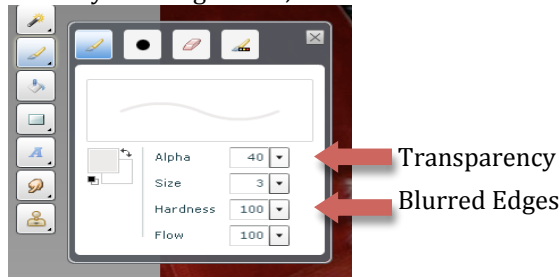 Alpha 40
Transparency
Size 3
Hardness 100
Blurred Edges
Flow 100
A